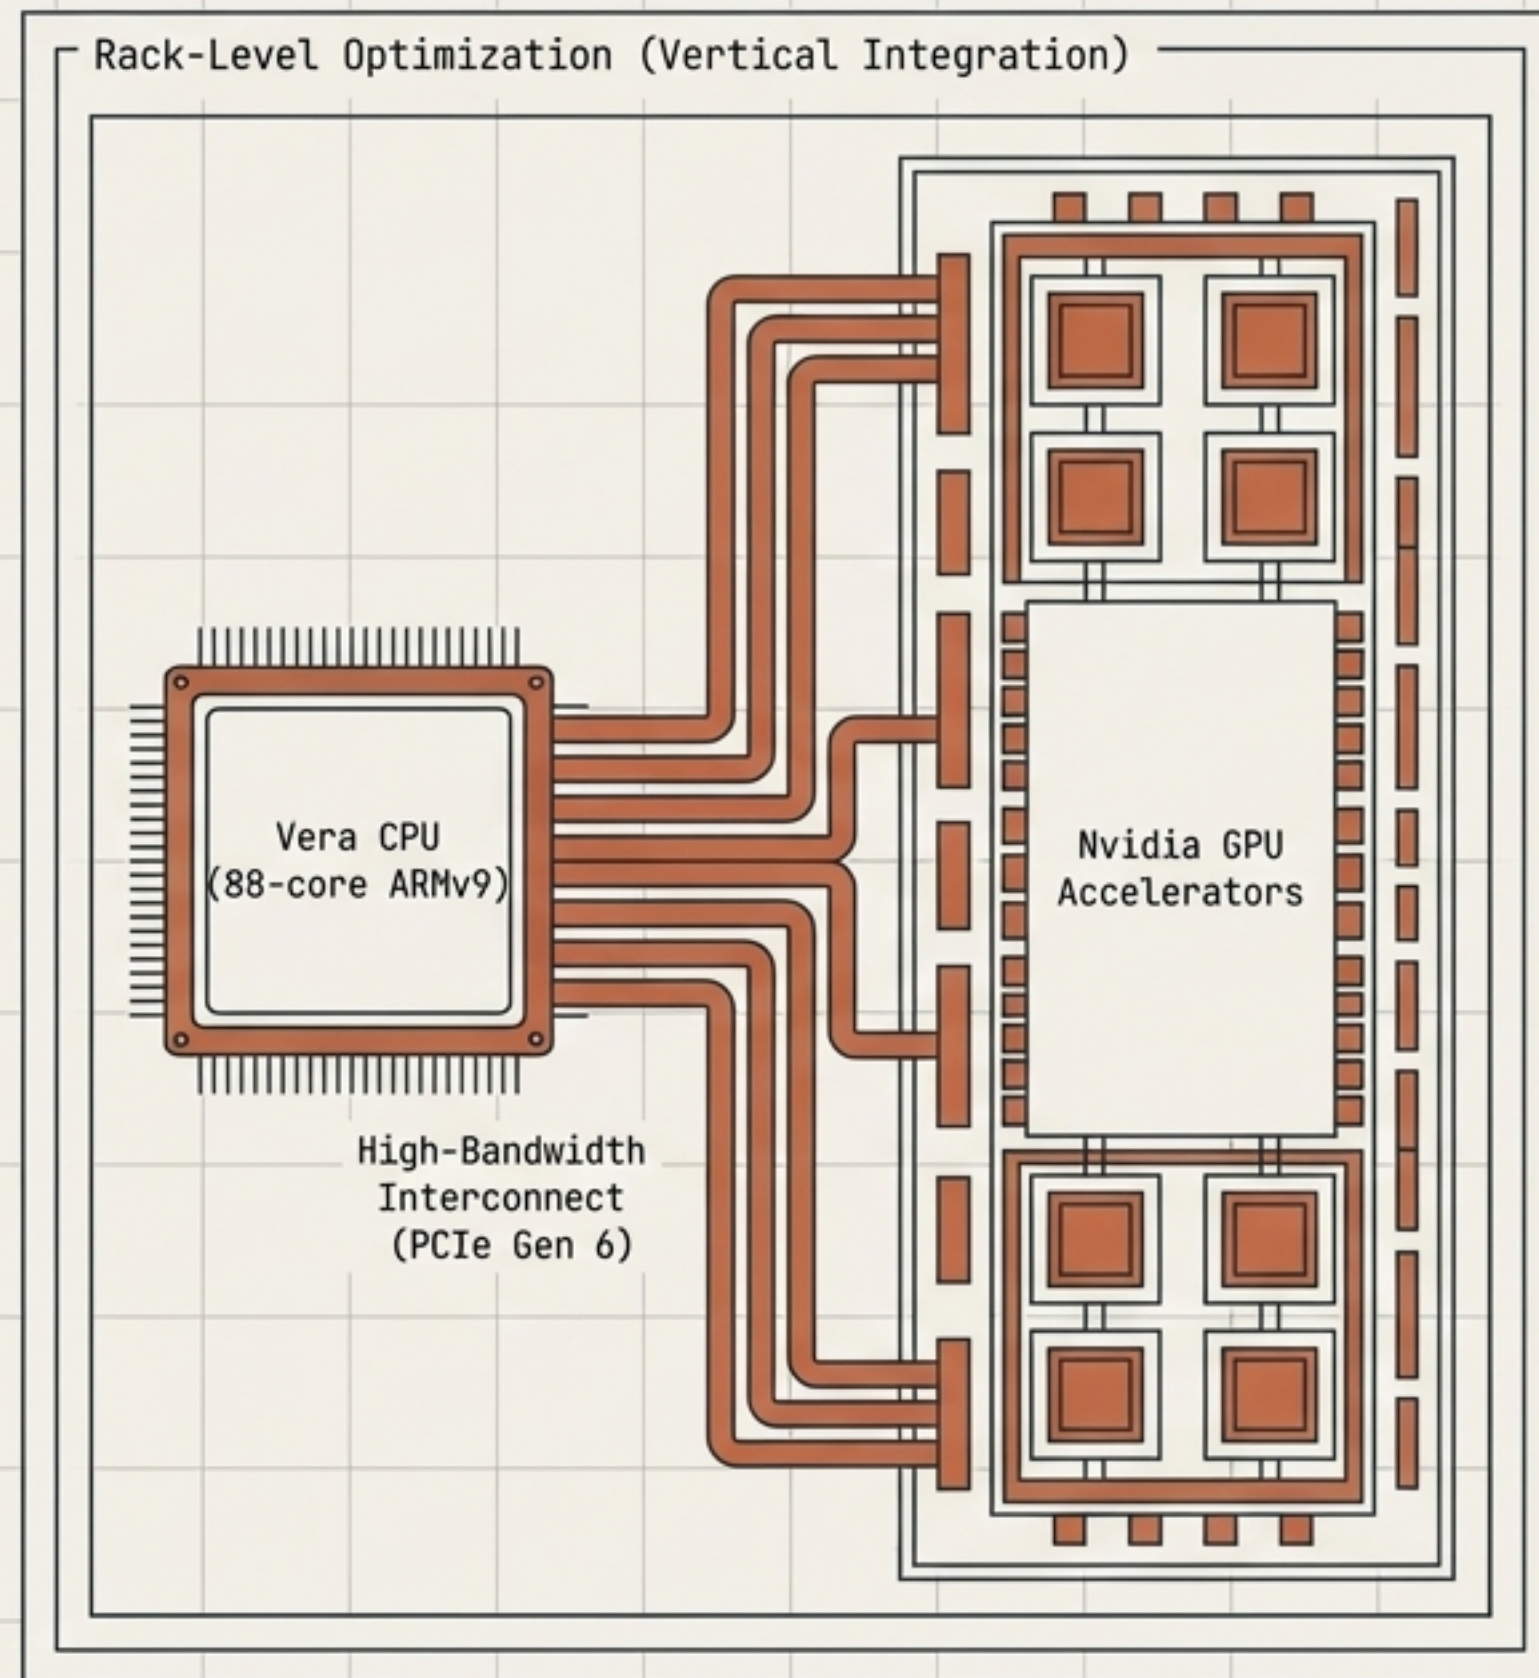 Rack-Level Optimization (Vertical Integration)
Vera CPU
(88-core ARMv9)
Nvidia GPU
Accelerators
High-Bandwidth
Interconnect
(PCIe Gen 6)